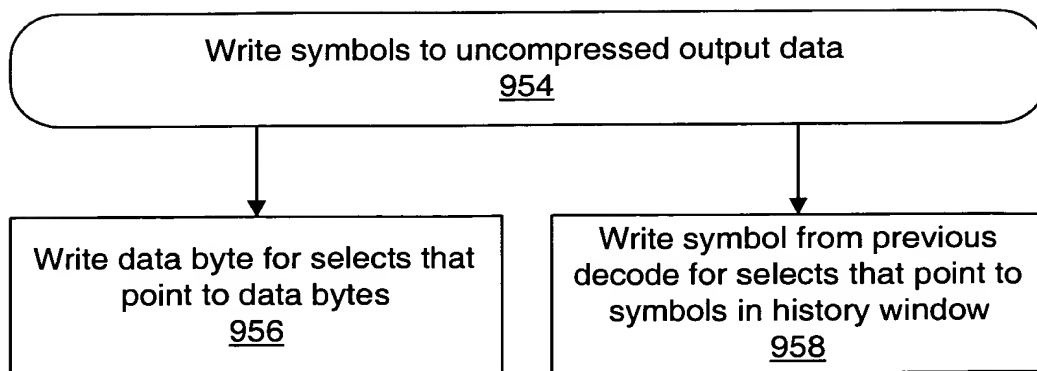 Write symbols to uncompressed output data
954
Write data byte for selects that
point to data bytes
956
Write symbol from previous
decode for selects that point to
symbols in history window
958